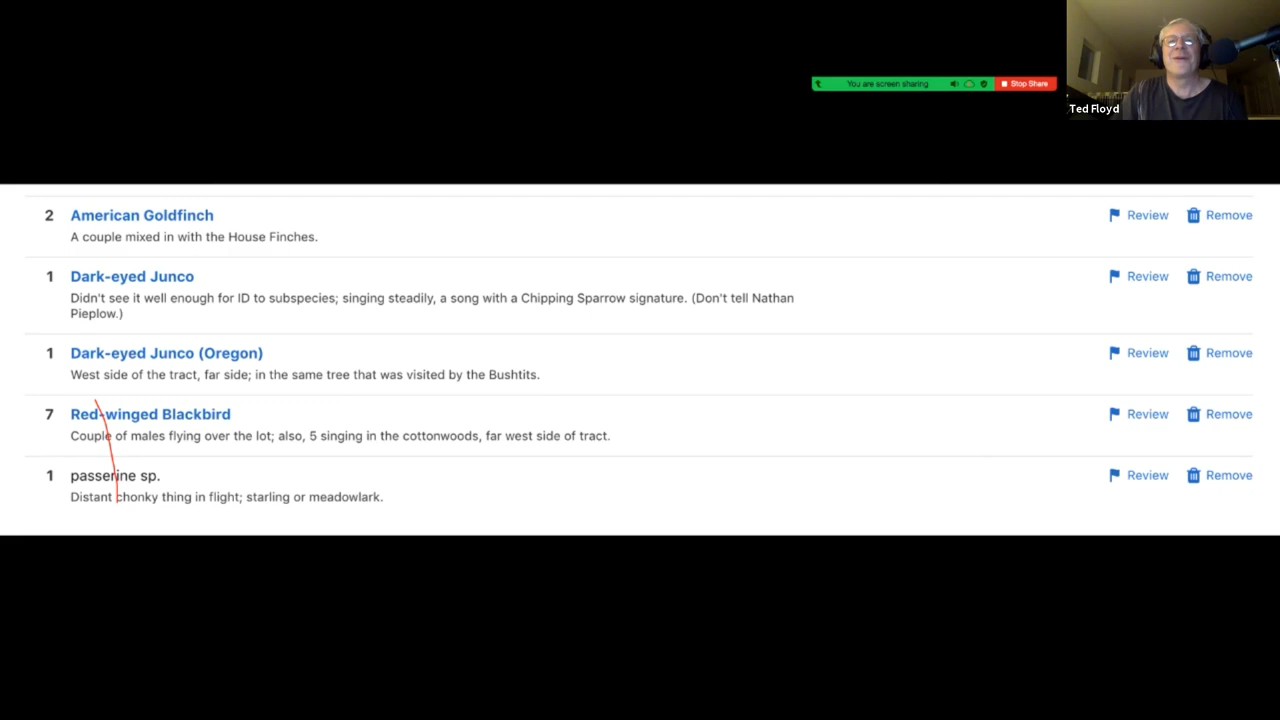 You are screen sharing
Stop Share
Ted Floyd
2 American Goldfinch Review Remove
A couple mixed in with the House Finches.
1 Dark-eyed Junco Review Remove
Didn't see it well enough for ID to subspecies; singing steadily, a song with a Chipping Sparrow signature. (Don't tell Nathan
Pieplow.)
1 Dark-eyed Junco (Oregon) Review Remove
West side of the tract, far side; in the same tree that was visited by the Bushtits.
7 Red-winged Blackbird Review Remove
Couple of males flying over the lot; also, 5 singing in the cottonwoods, far west side of tract.
1 passerine sp. Review Remove
Distant chonky thing in flight; starling or meadowlark.